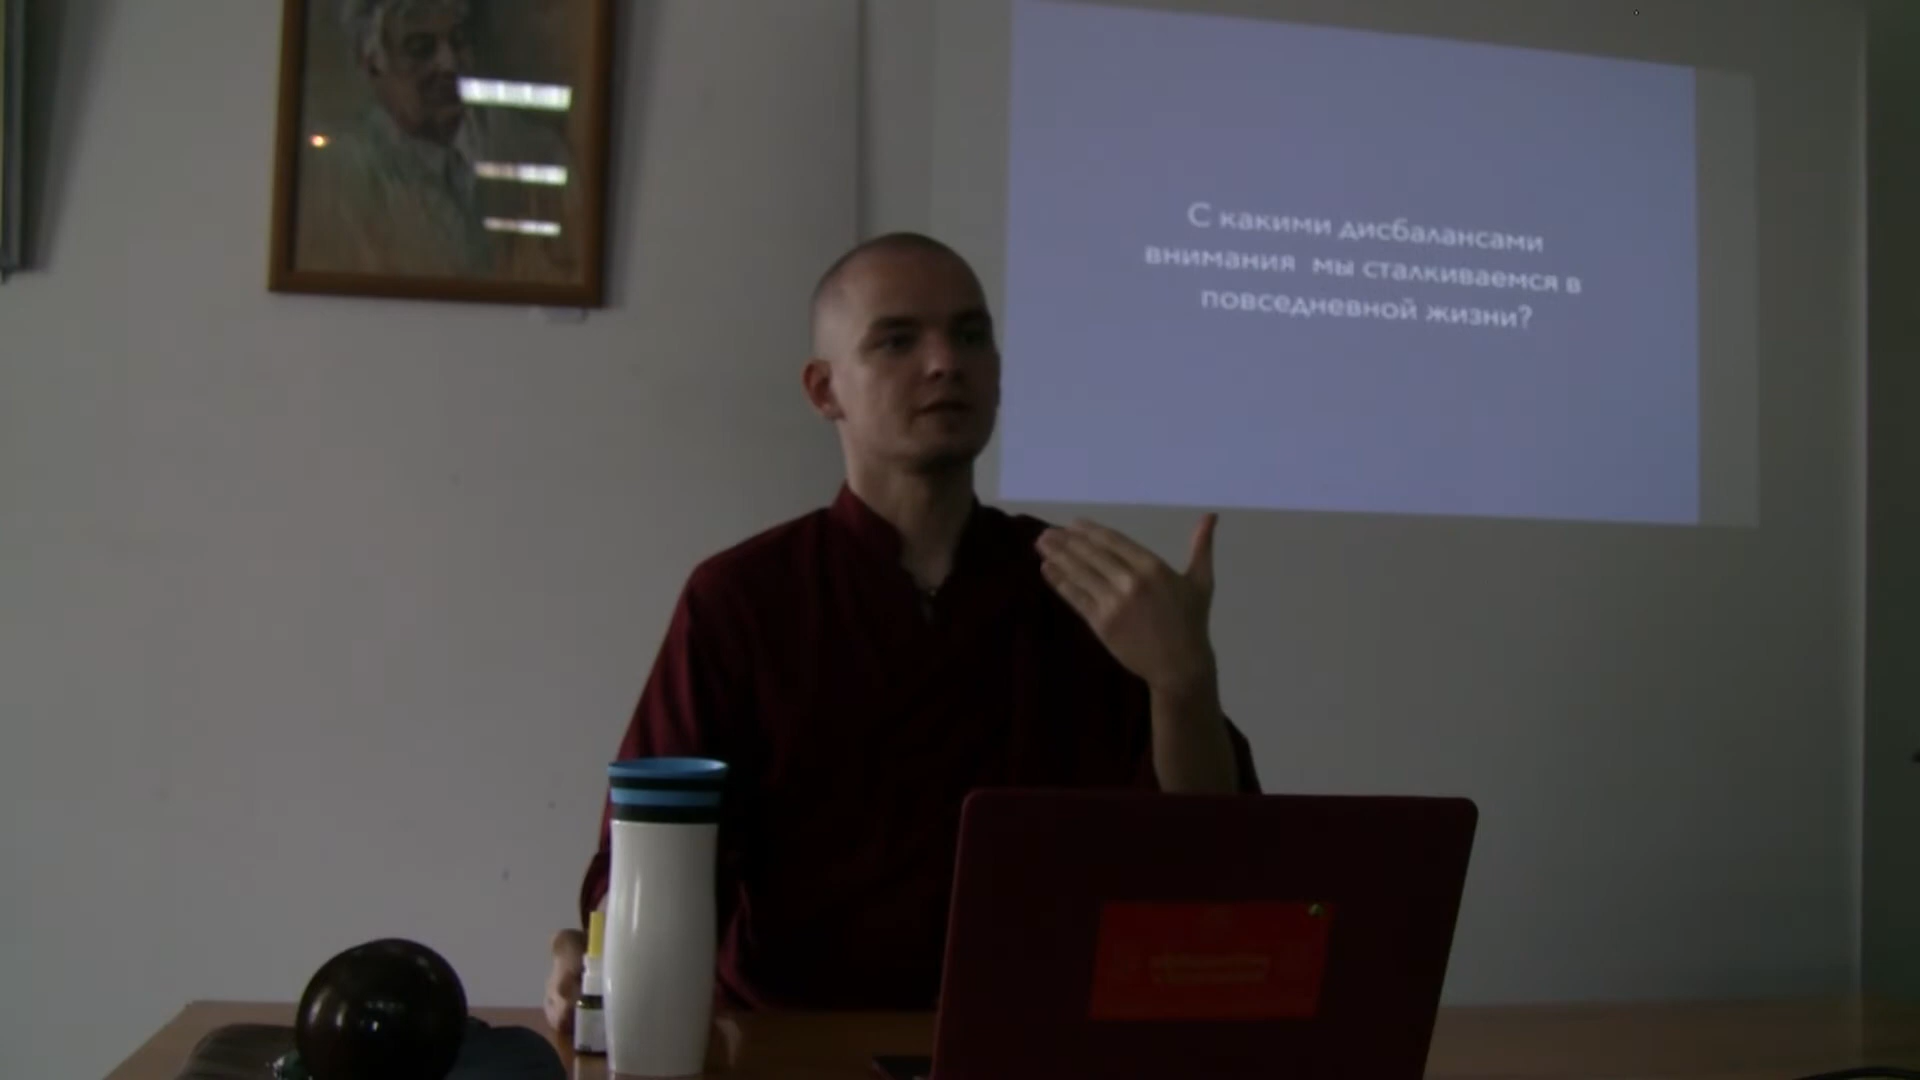 С какими дисбалансами
внимания мы сталкиваемся в
повседневной жизни?